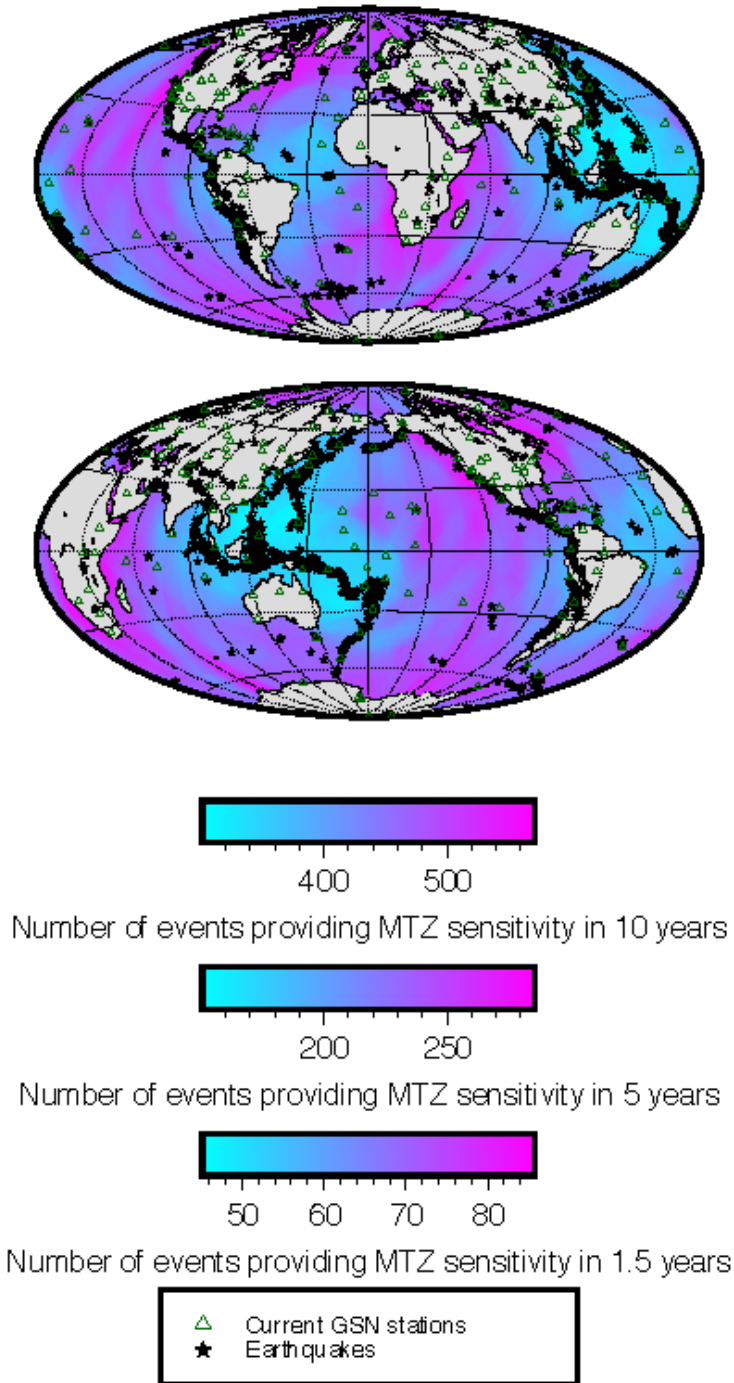 400 500
Number of events providing MTZ sensitivity in 10 years
200 250
Number of events providing MTZ sensitivity in 5 years
50 60 70 80
Number of events providing MTZ sensitivity in 1.5 years
Current GSN stations
Earthquakes